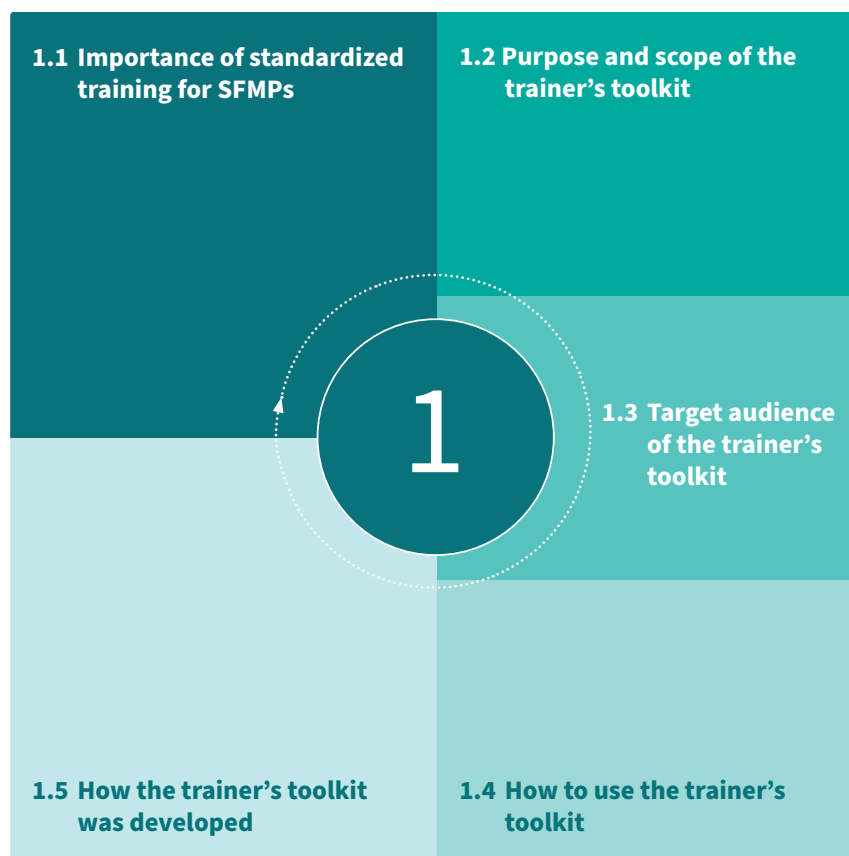 1.1 Importance of standardized
training for SFMPs
1.2 Purpose and scope of the
trainer’s toolkit
1
1.3 Target audience
of the trainer’s
toolkit
1.5 How the trainer’s toolkit
was developed
1.4 How to use the trainer’s
toolkit